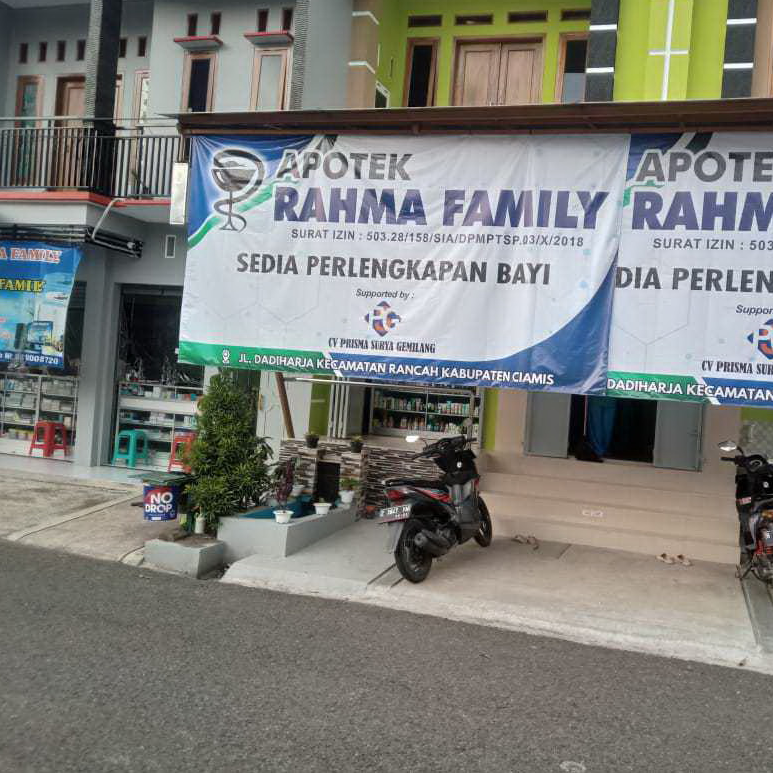 APOTEK
RAHMA FAMILY
SURAT IZIN : 503.28/158/SIA/DPMPTSP.03/X/2018
SEDIA PERLENGKAPAN BAYI
Supported by :
CV PRISMA SURYA GEMILANG
JL. DADIHARJA KECAMATAN RANCAH KABUPATEN CIAMIS
APOTE
RAHM
SURAT IZIN : 503
DIA PERLEN
Suppor
CV PRISMA SUR
DADIHARJA KECAMATAN
FAMILY
FAMIL
NO
DROP